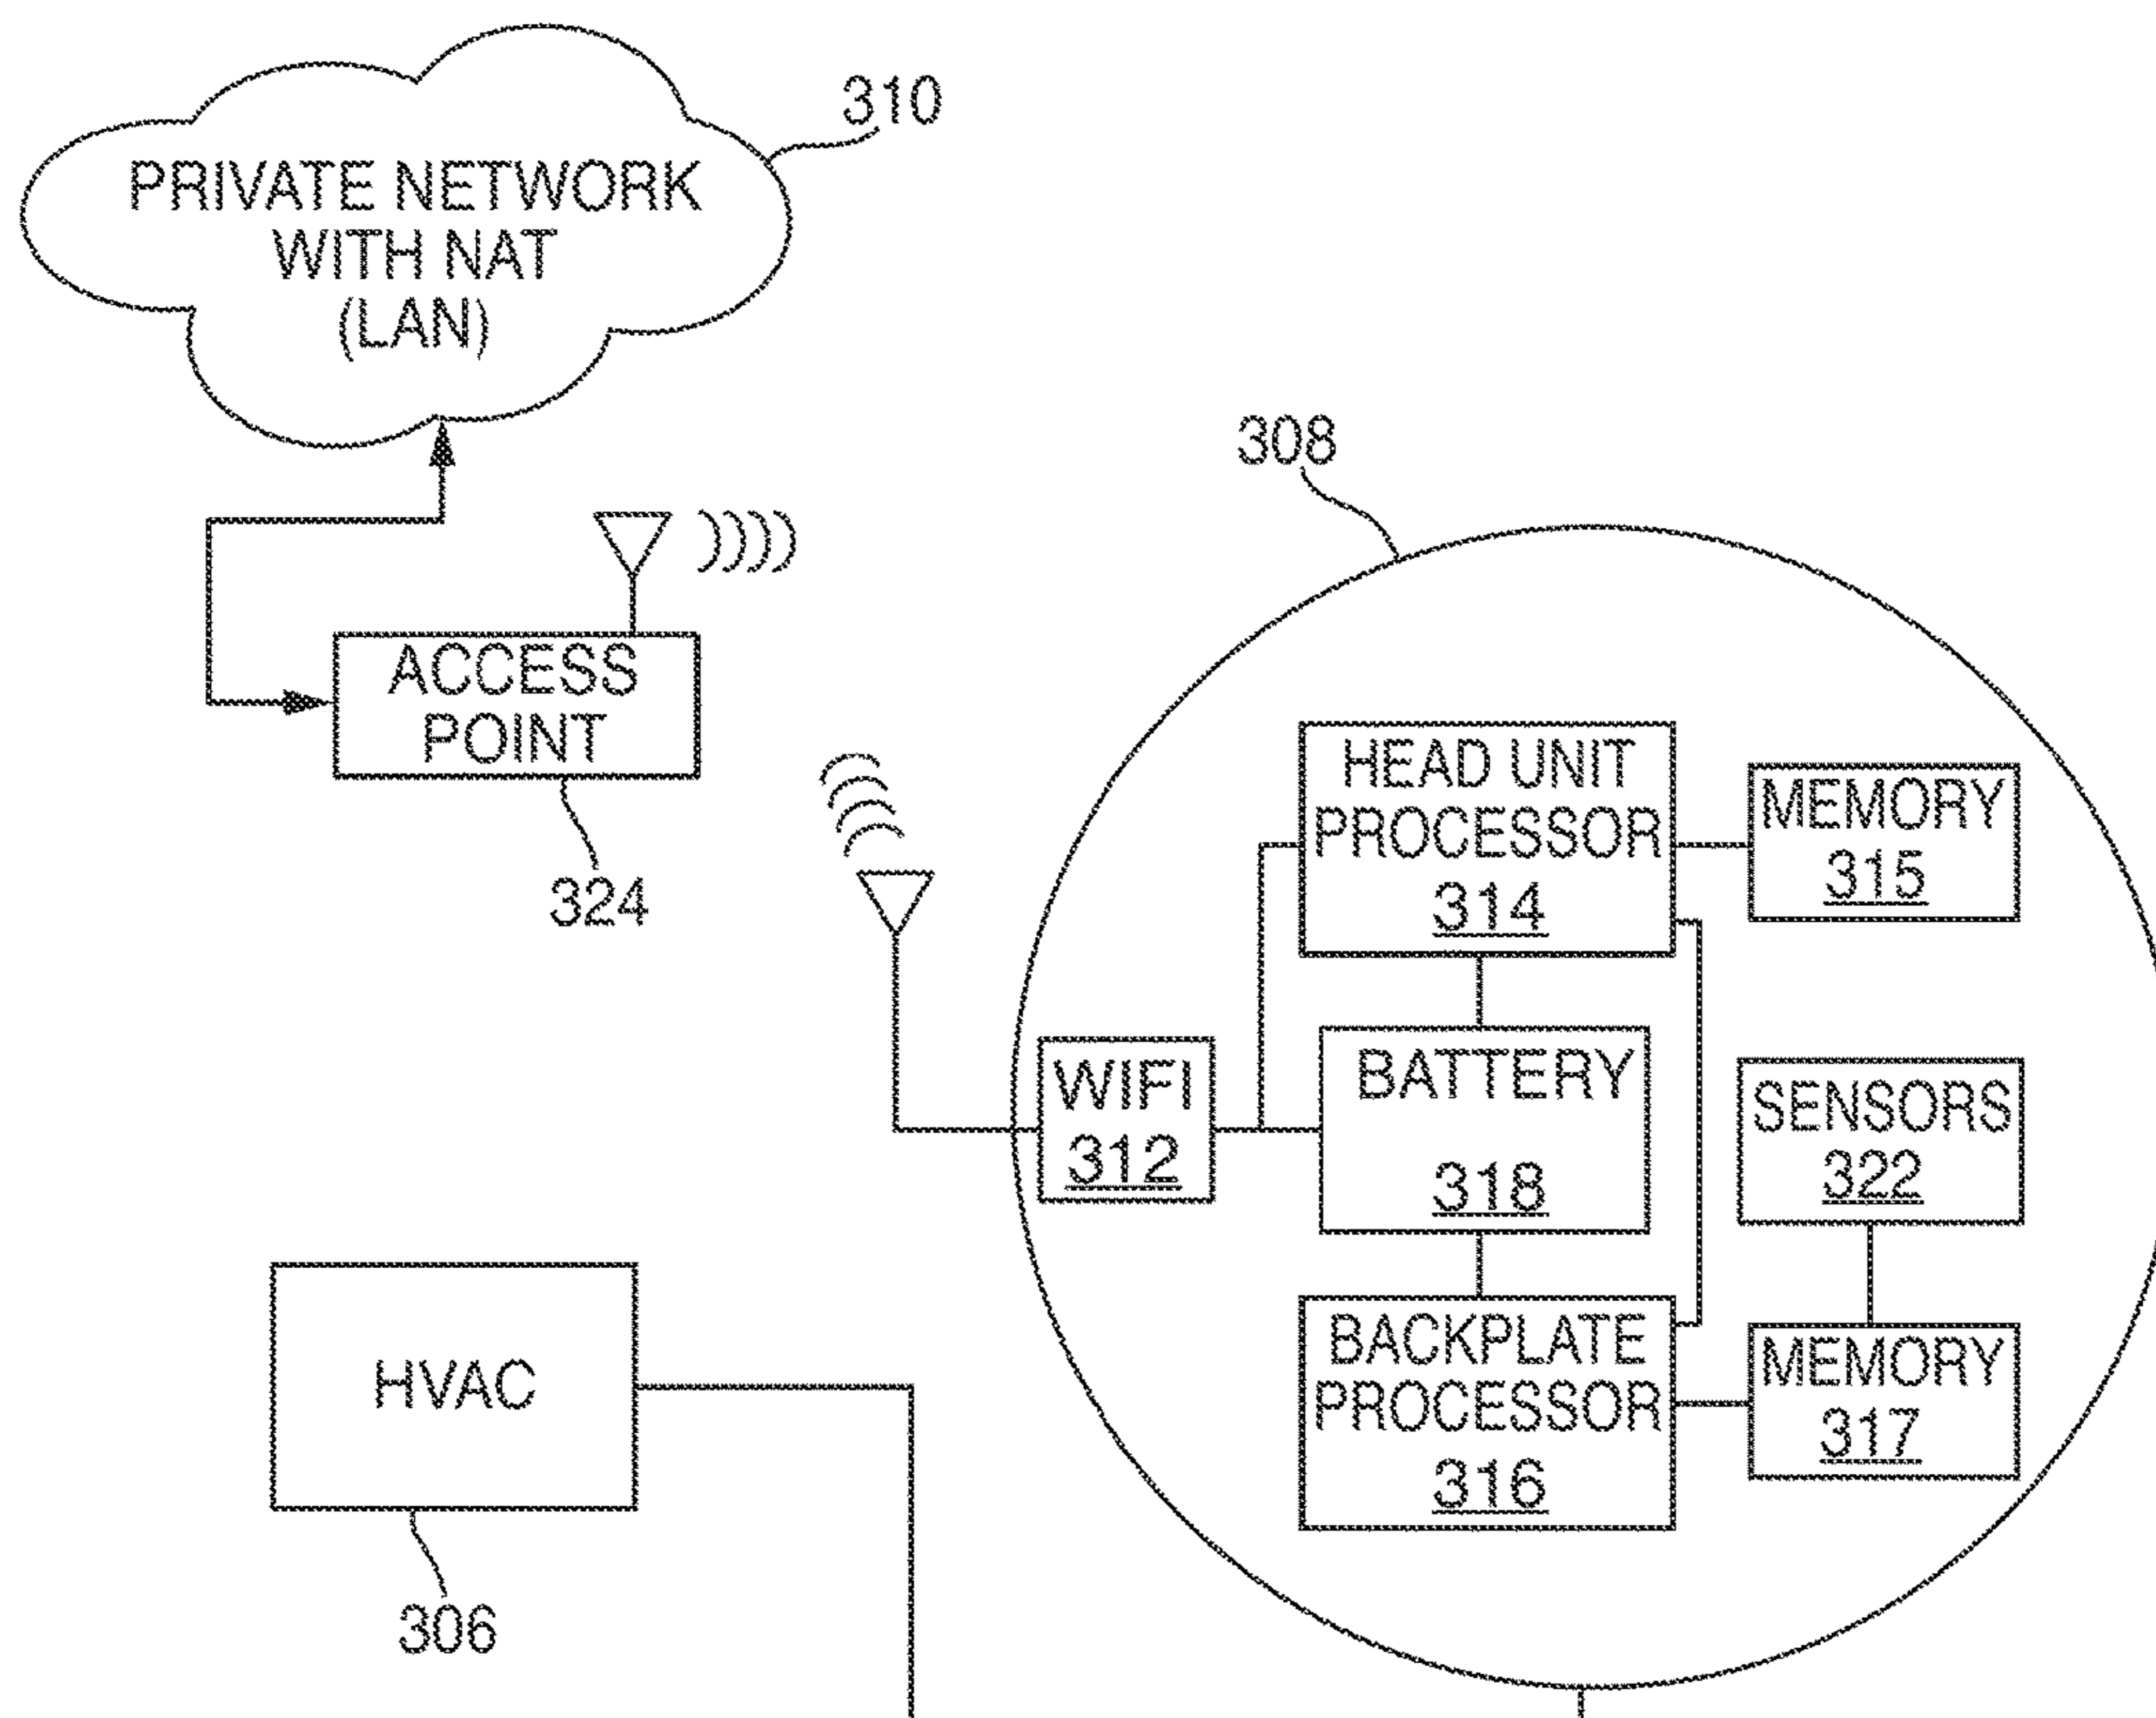 310
PRIVATE NETWORK
WITH NAT
(LAN)
308
ACCESS
POINT
324
HEAD UNIT
PROCESSOR
314
MEMORY
315
WIFI
312
BATTERY
318
SENSORS
322
BACKPLATE
PROCESSOR
316
MEMORY
317
HVAC
306